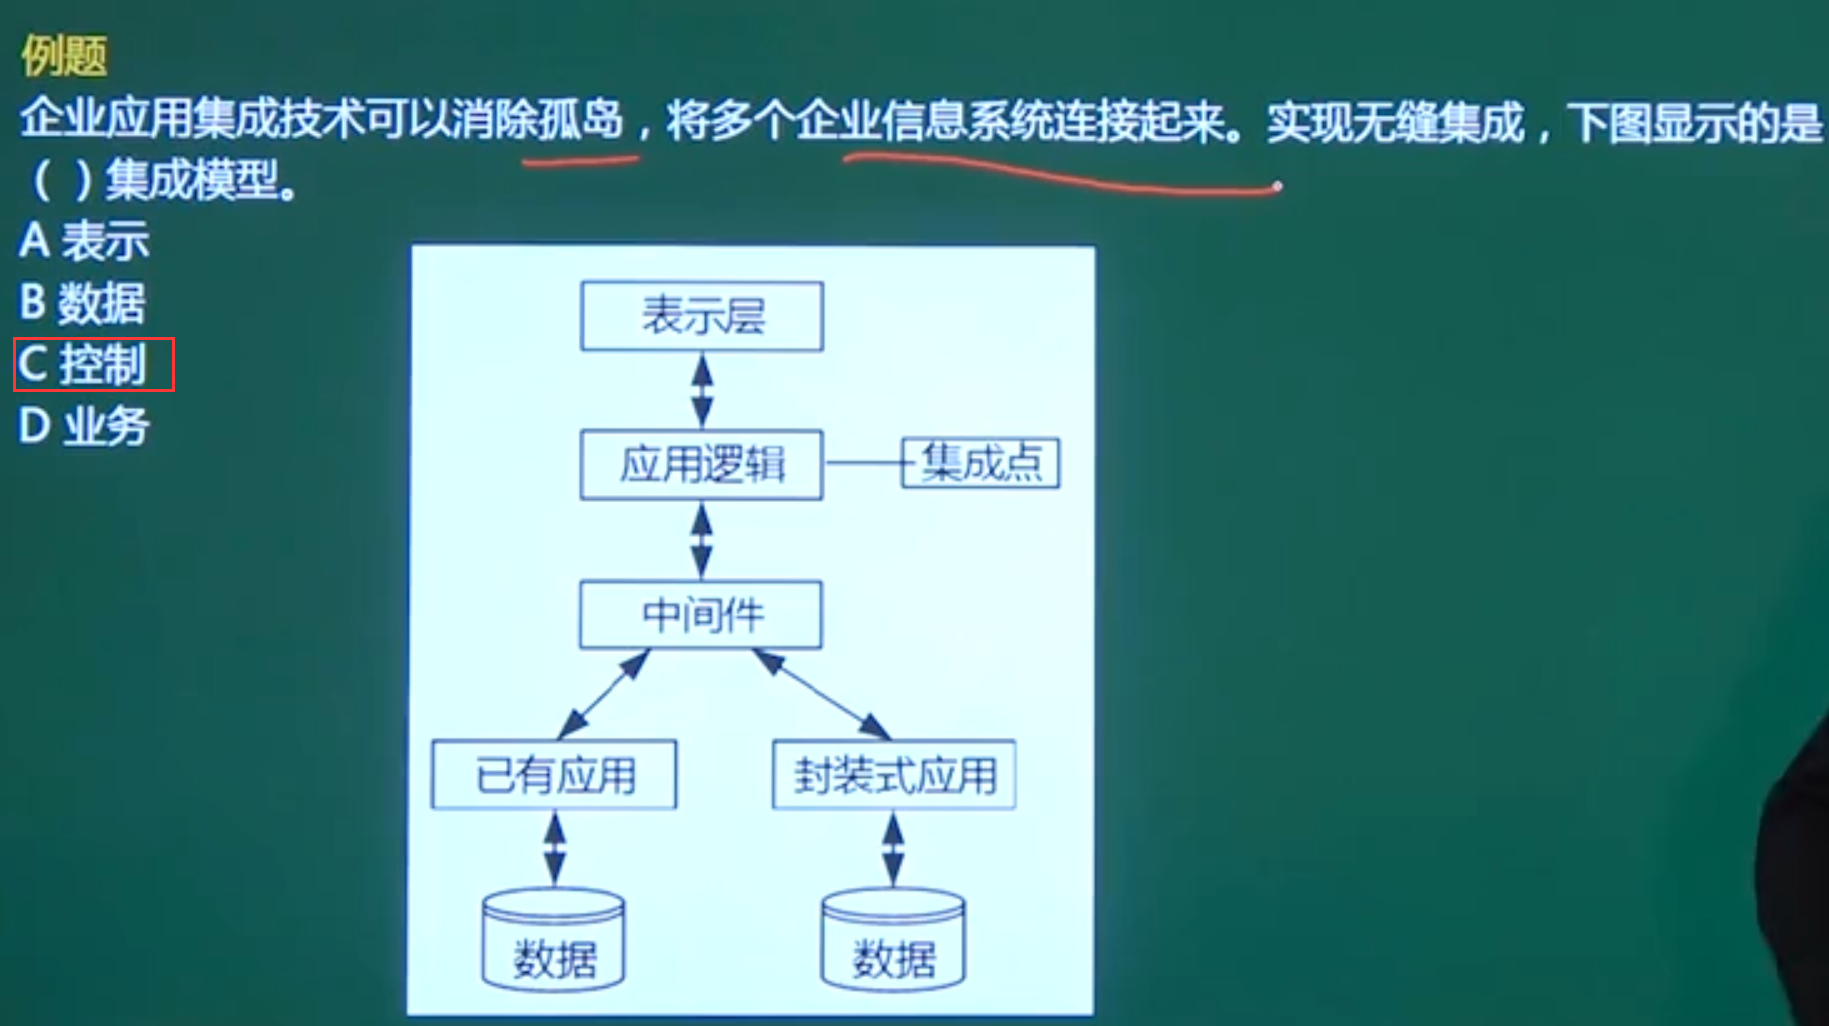 例题
企业应用集成技术可以消除孤岛，将多个企业信息系统连接起来。实现无缝集成，下图显示的是
（ ）集成模型。
A 表示
B 数据
C 控制
D 业务
表示层
应用逻辑
集成点
中间件
已有应用
封装式应用
数据
数据